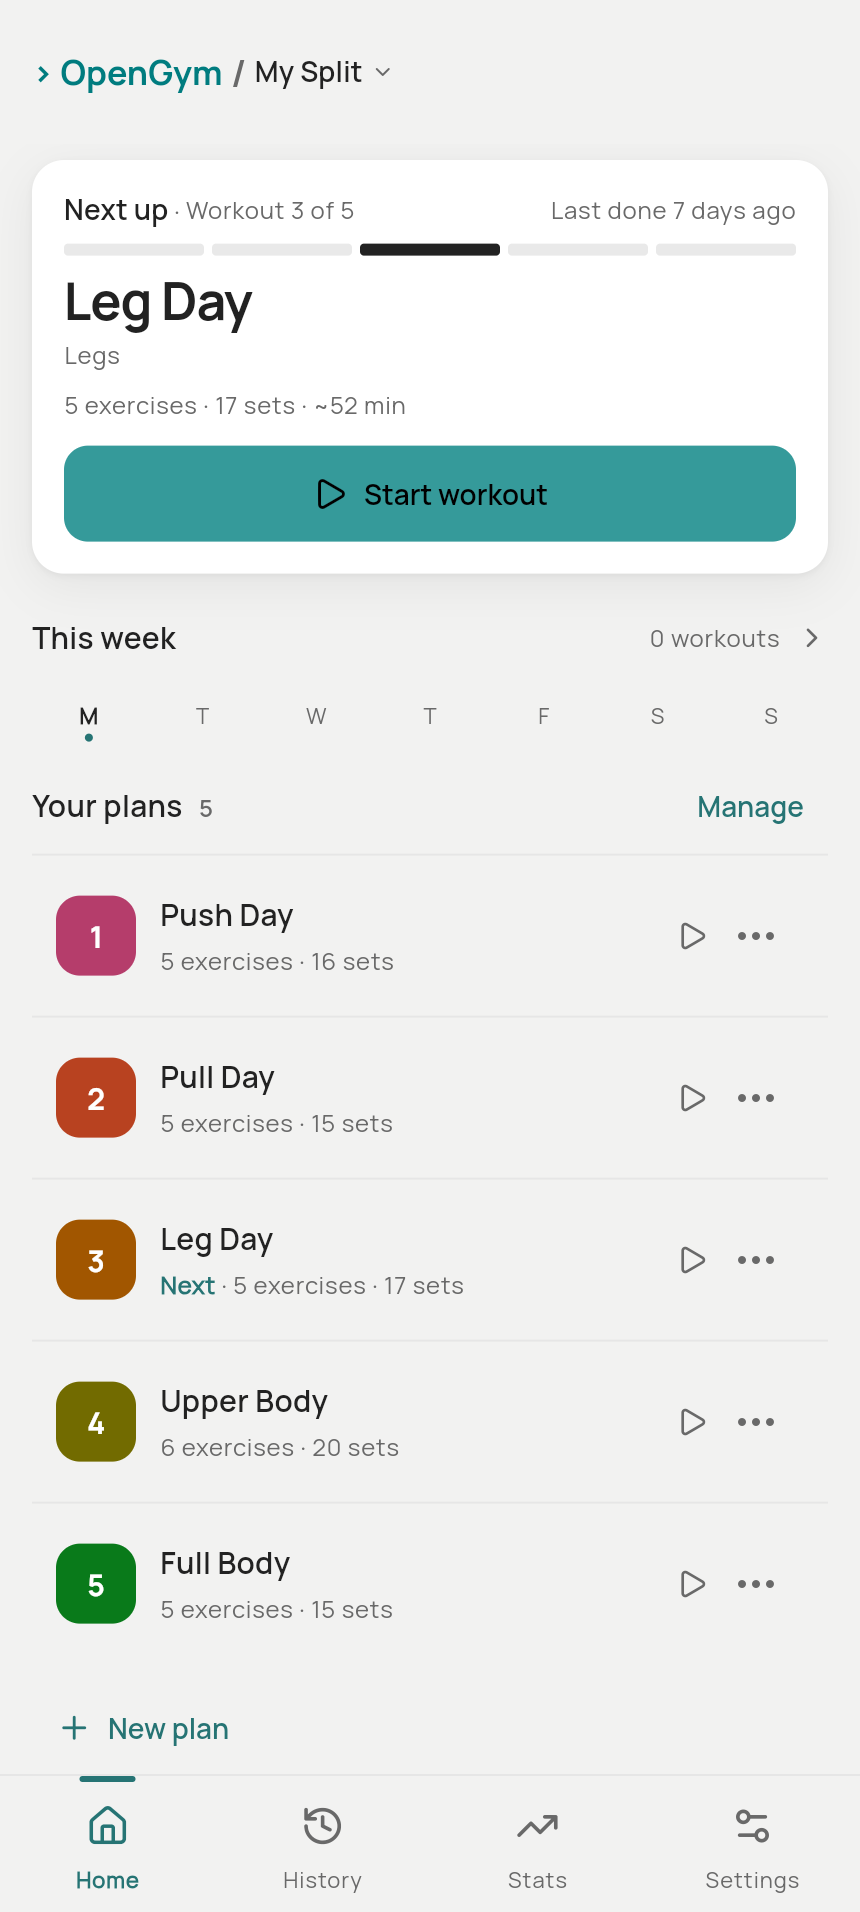 › OpenGym / My Split
Next up · Workout 3 of 5 Last done 7 days ago
Leg Day
Legs
5 exercises · 17 sets · ~52 min
Start workout
This week 0 workouts
M T W T F S S
Your plans 5 Manage
1 Push Day
5 exercises · 16 sets
2 Pull Day
5 exercises · 15 sets
3 Leg Day
Next · 5 exercises · 17 sets
4 Upper Body
6 exercises · 20 sets
5 Full Body
5 exercises · 15 sets
+ New plan
Home History Stats Settings